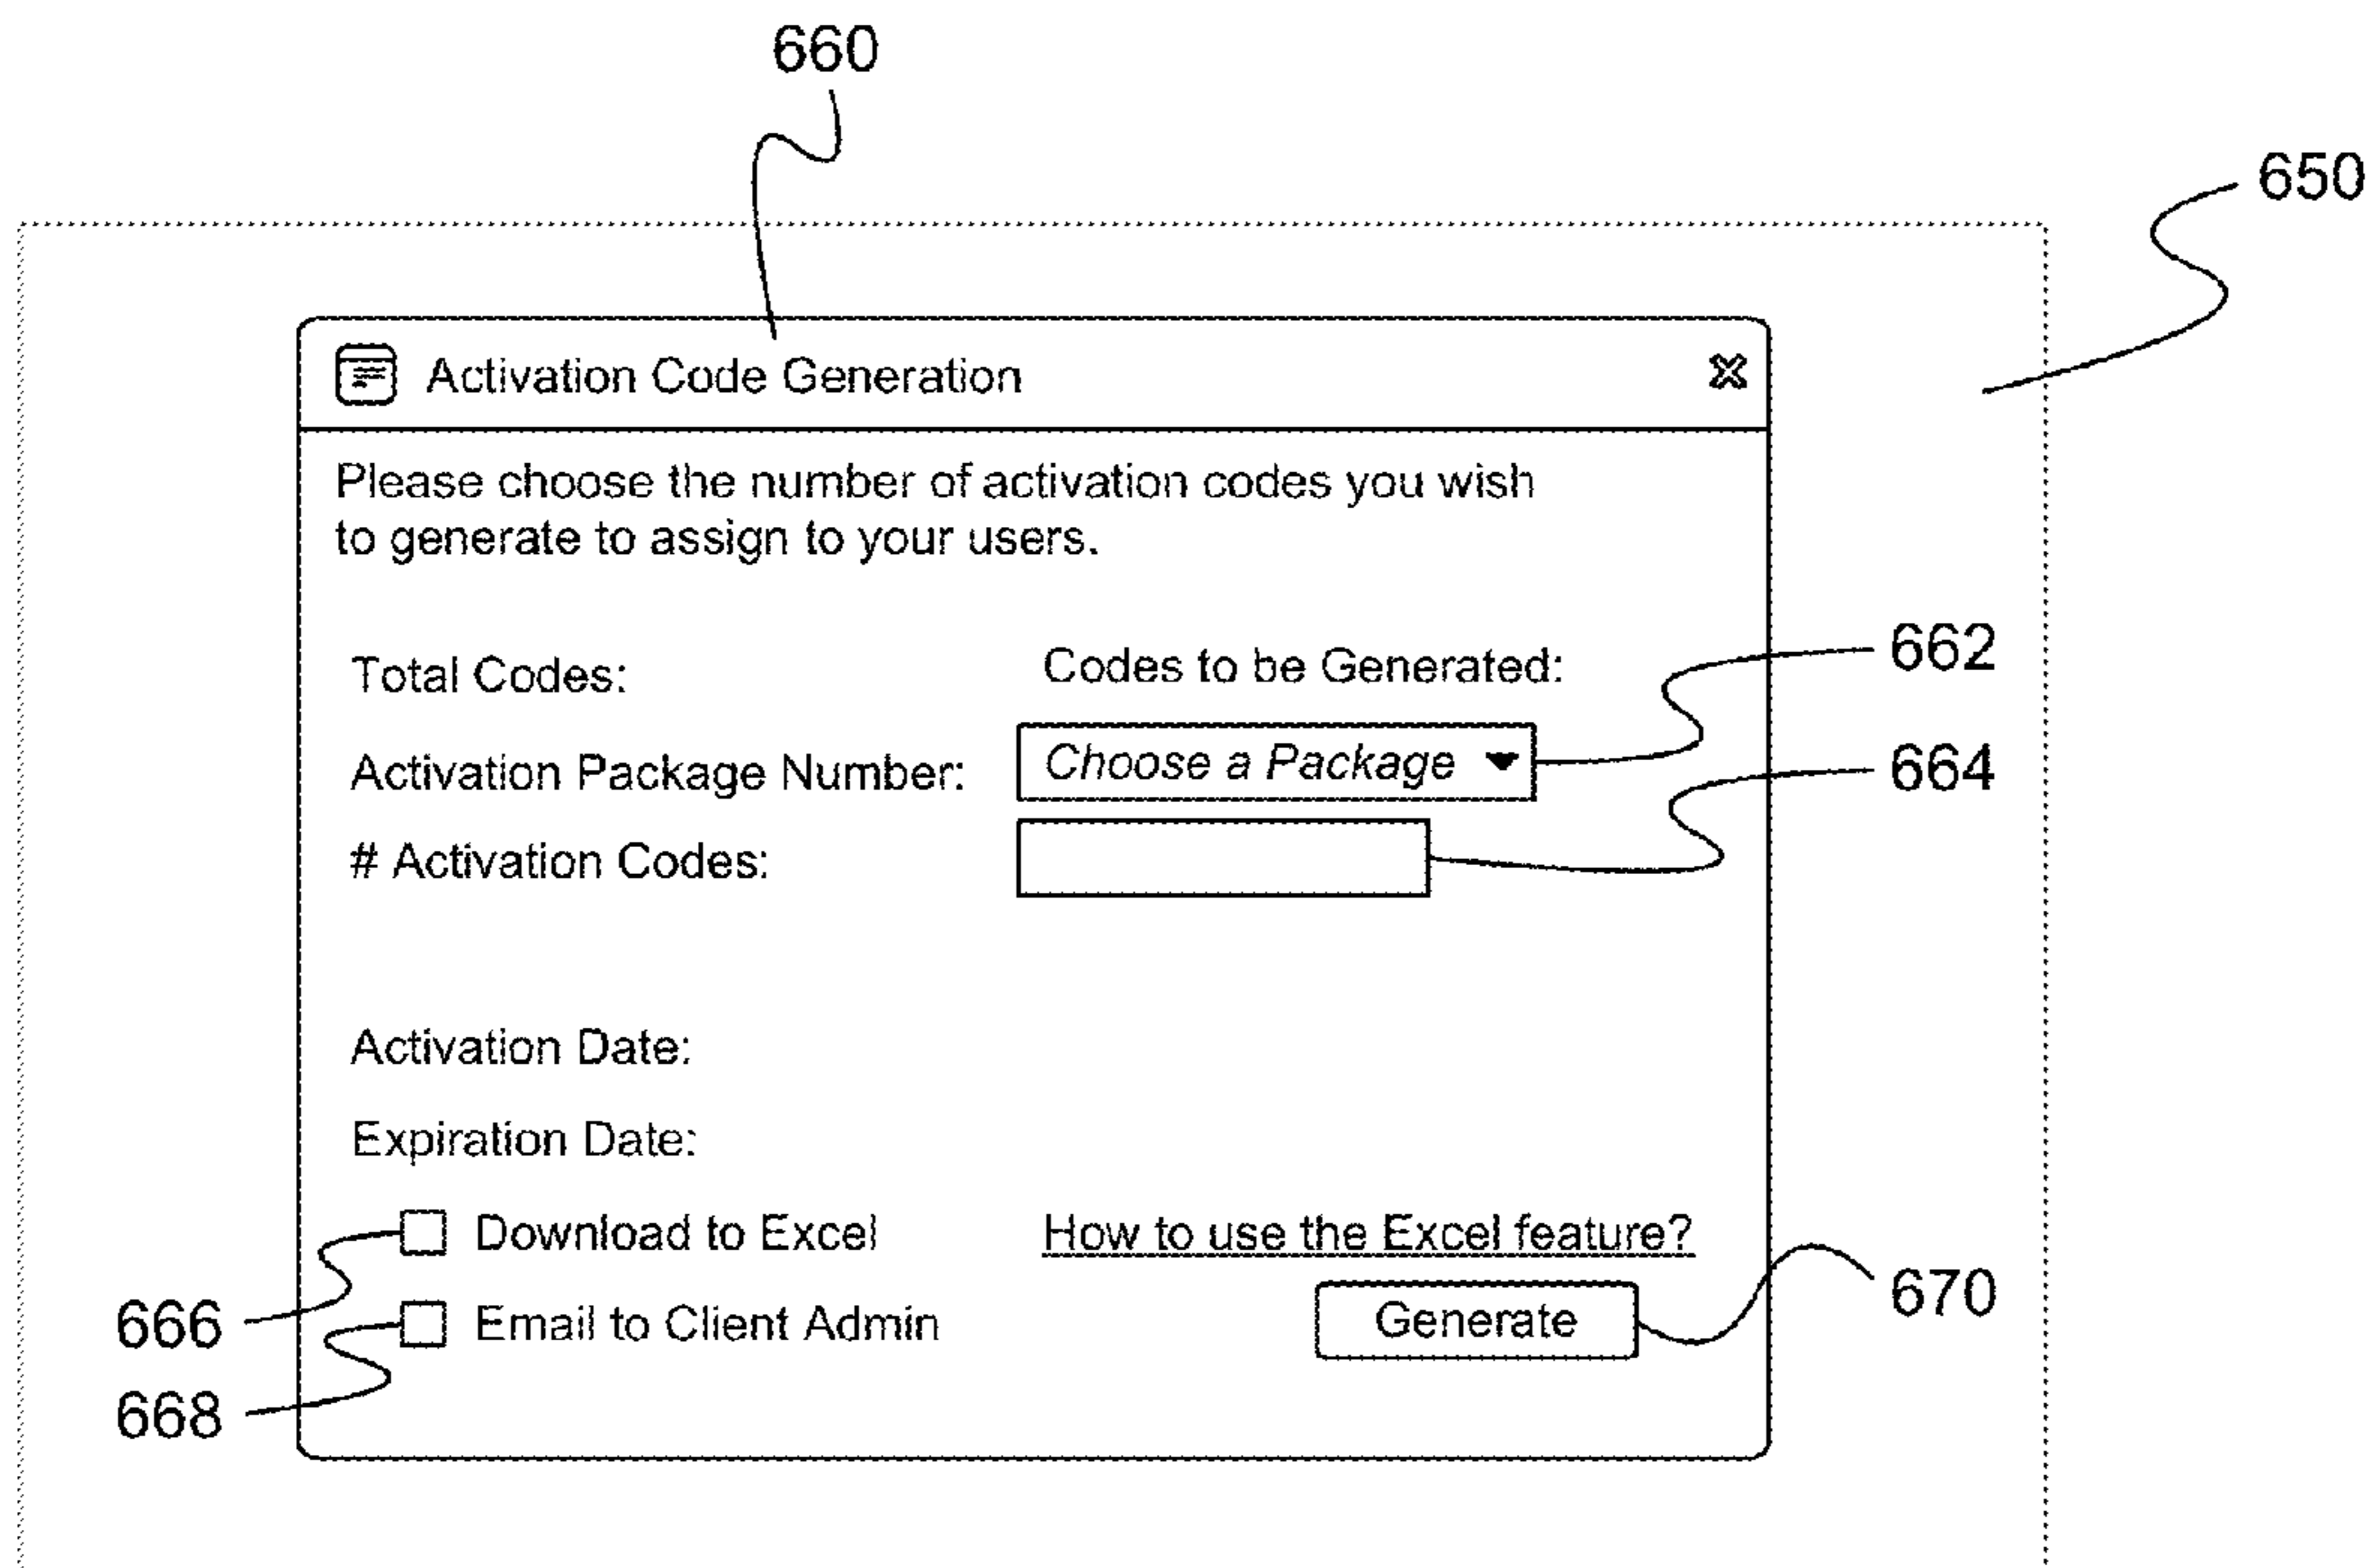 660
650
Activation Code Generation
Please choose the number of activation codes you wish
to generate to assign to your users.
Total Codes:
Codes to be Generated:
662
Activation Package Number:
Choose a Package
664
# Activation Codes:
Activation Date:
Expiration Date:
Download to Excel
How to use the Excel feature?
666
Email to Client Admin
Generate
670
668